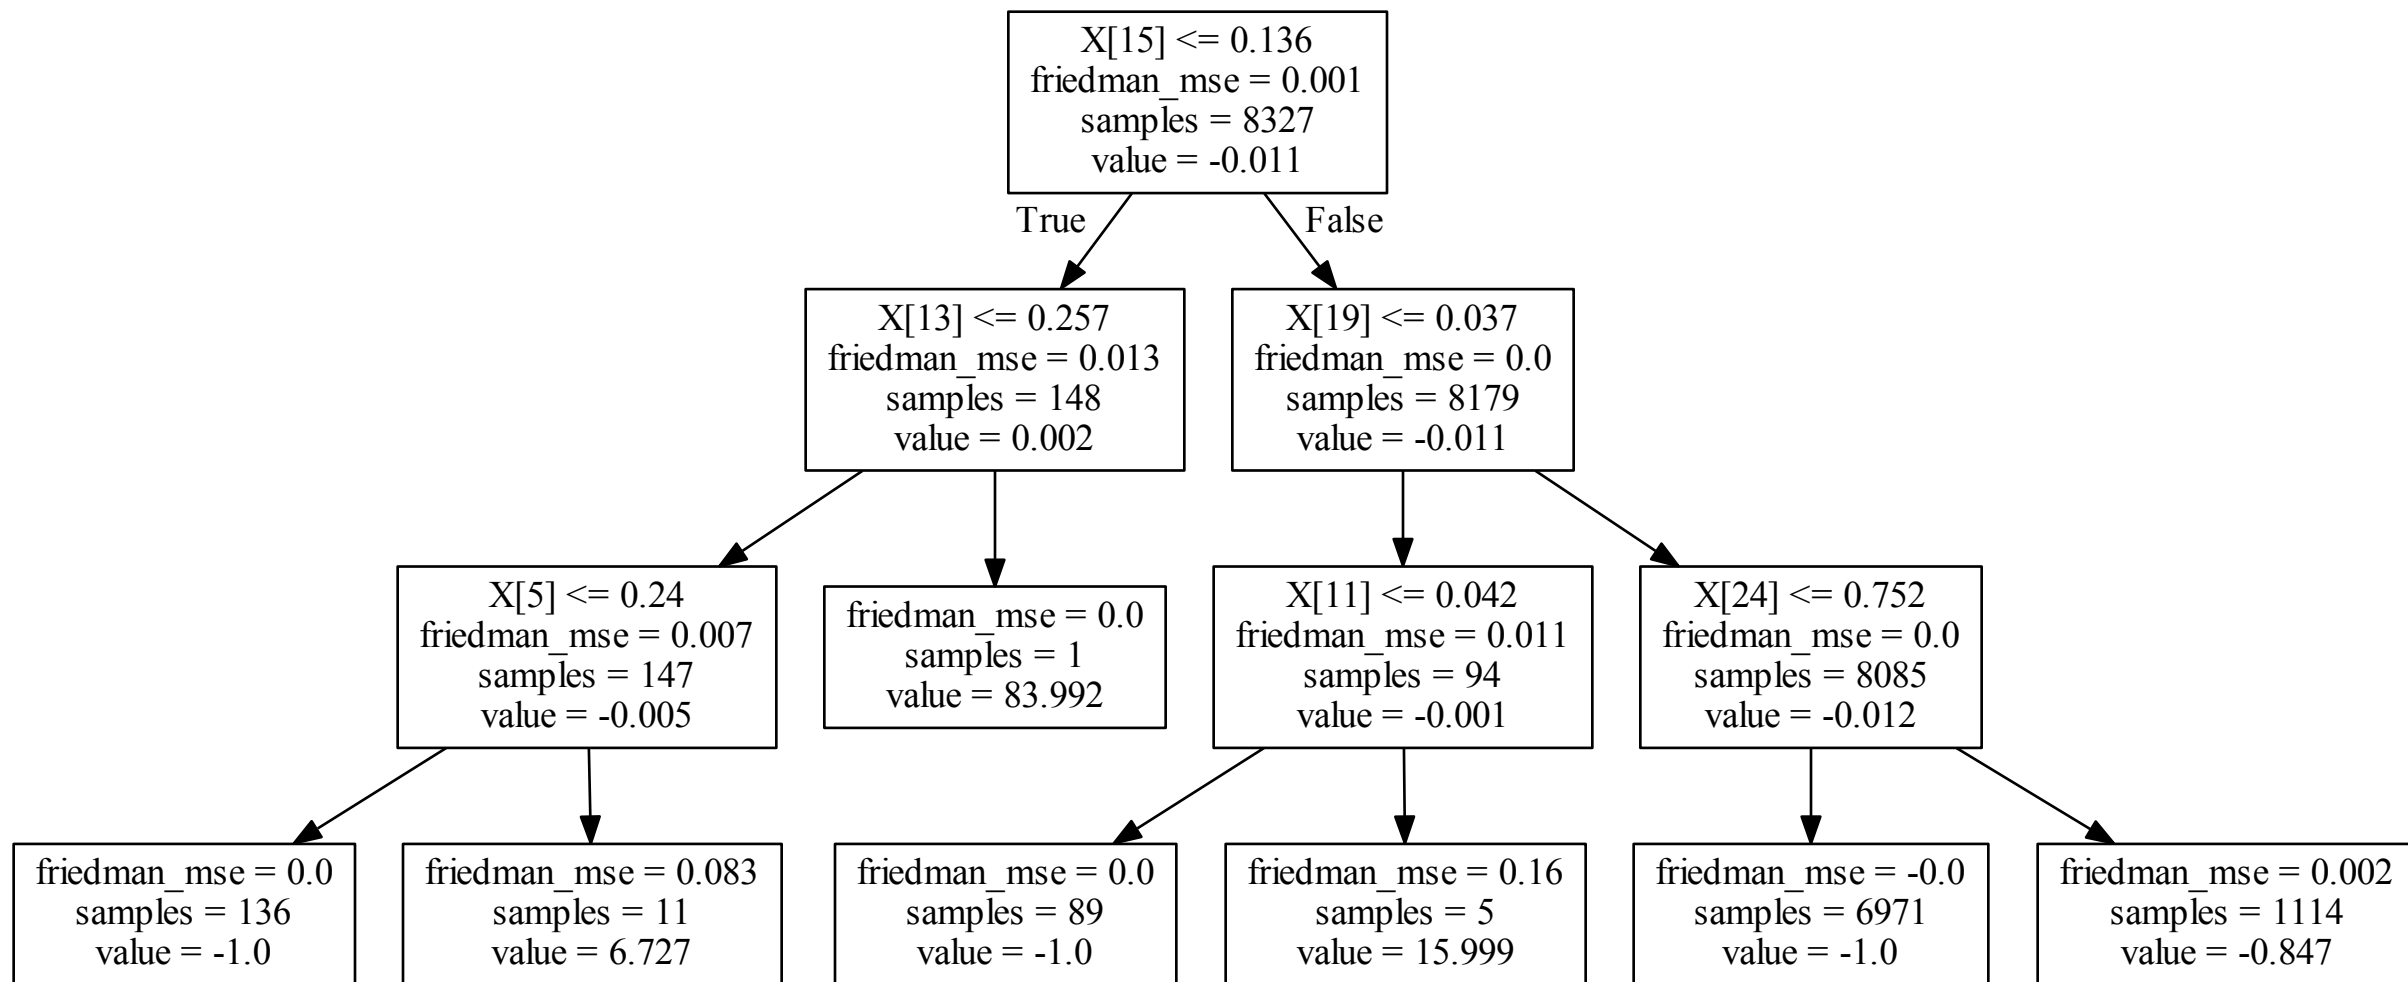 X[15] <= 0.136
friedman_mse = 0.001
samples = 8327
value = -0.011
True
False
X[13] <= 0.257
friedman_mse = 0.013
samples = 148
value = 0.002
X[19] <= 0.037
friedman_mse = 0.0
samples = 8179
value = -0.011
X[5] <= 0.24
friedman_mse = 0.007
samples = 147
value = -0.005
friedman_mse = 0.0
samples = 1
value = 83.992
X[11] <= 0.042
friedman_mse = 0.011
samples = 94
value = -0.001
X[24] <= 0.752
friedman_mse = 0.0
samples = 8085
value = -0.012
friedman_mse = 0.0
samples = 136
value = -1.0
friedman_mse = 0.083
samples = 11
value = 6.727
friedman_mse = 0.0
samples = 89
value = -1.0
friedman_mse = 0.16
samples = 5
value = 15.999
friedman_mse = -0.0
samples = 6971
value = -1.0
friedman_mse = 0.002
samples = 1114
value = -0.847